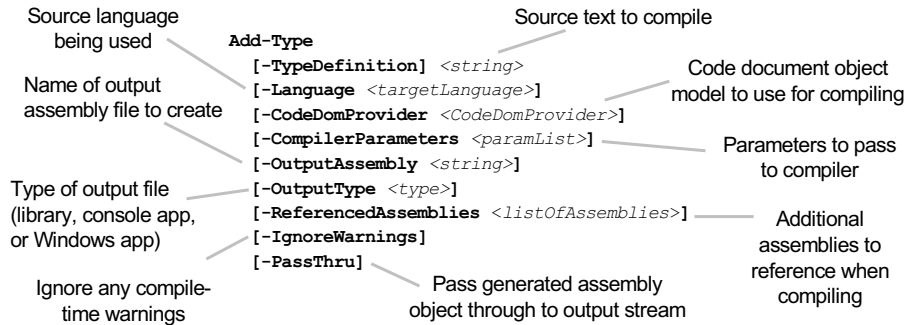 Source language
being used
Source text to compile
Add-Type
[-TypeDefinition] <string>
[-Language <targetLanguage>]
[-CodeDomProvider <CodeDomProvider>]
[-CompilerParameters <paramList>]
[-OutputAssembly <string>]
[-OutputType <type>]
[-ReferencedAssemblies <listOfAssemblies>]
[-IgnoreWarnings]
[-PassThru]
Name of output
assembly file to create
Code document object
model to use for compiling
Parameters to pass
to compiler
Type of output file
(library, console app,
or Windows app)
Additional
assemblies to
reference when
compiling
Ignore any compile-
time warnings
Pass generated assembly
object through to output stream